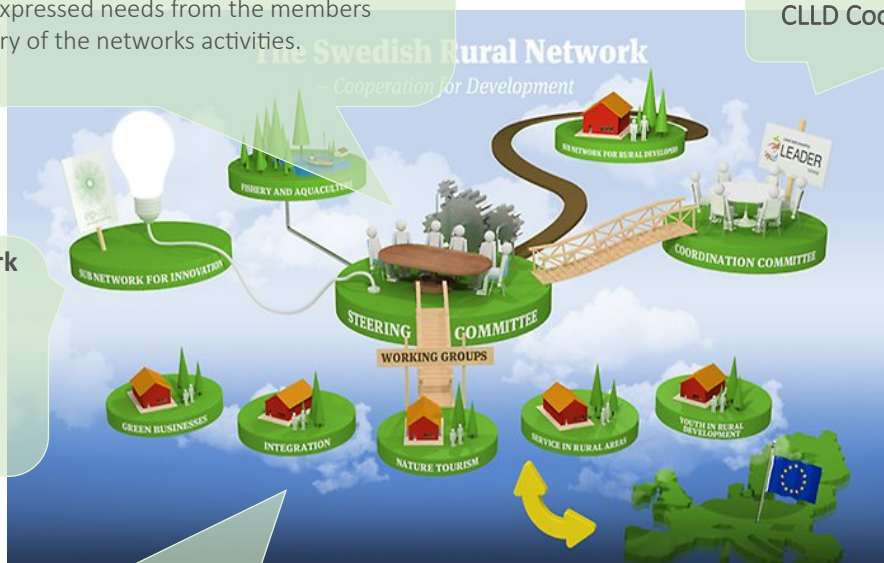 xpressed needs from the members
ry of the networks activities.
CLLD Coo
The Swedish Rural Network
– Cooperation for Development
SUB NETWORK FOR RURAL DEVELOPERS
LEADER
FISHERY AND AQUACULTURE
COORDINATION COMMITTEE
rk
SUB NETWORK FOR INNOVATION
STEERING COMMITTEE
WORKING GROUPS
GREEN BUSINESSES
INTEGRATION
NATURE TOURISM
SERVICE IN RURAL AREAS
YOUTH IN RURAL
DEVELOPMENT